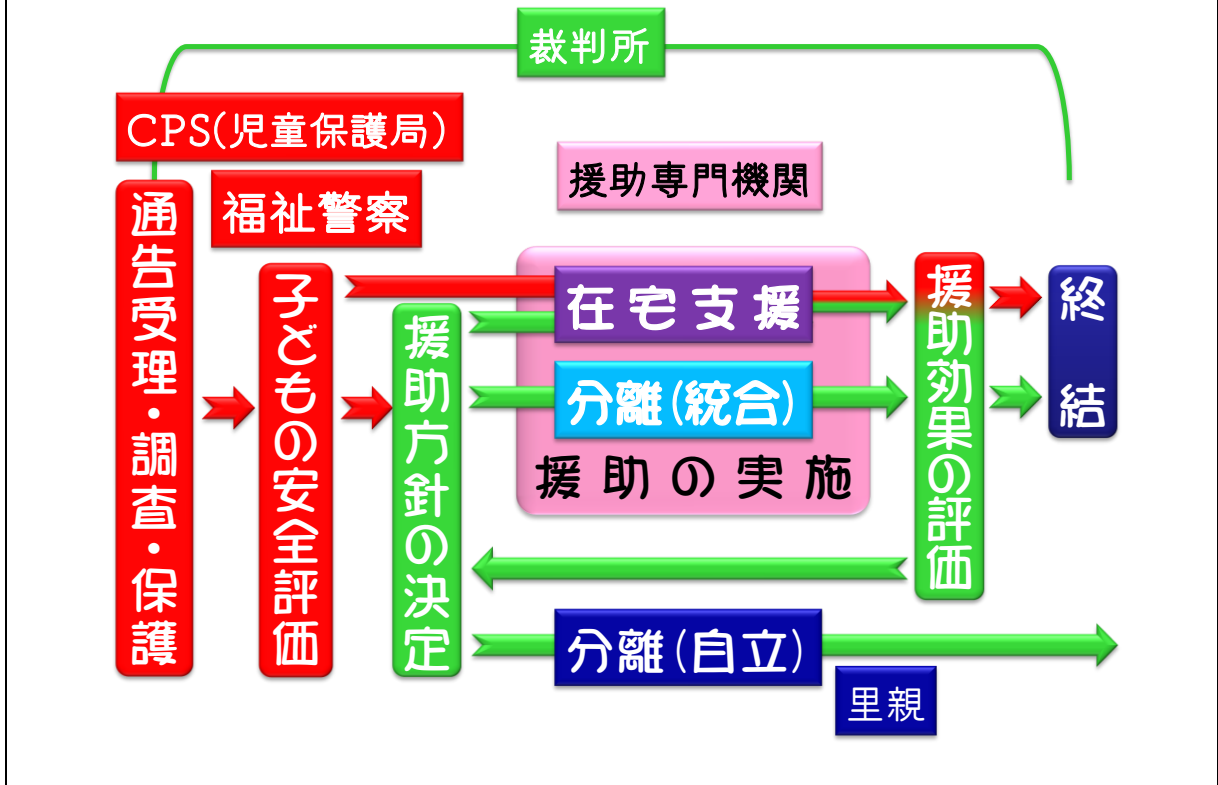 裁判所
CPS(児童保護局)
福祉警察
援助専門機関
通告受理・調査・保護
子どもの安全評価
援助方針の決定
在宅支援
分離(統合)
援助の実施
援助効果の評価
終結
分離(自立)
里親